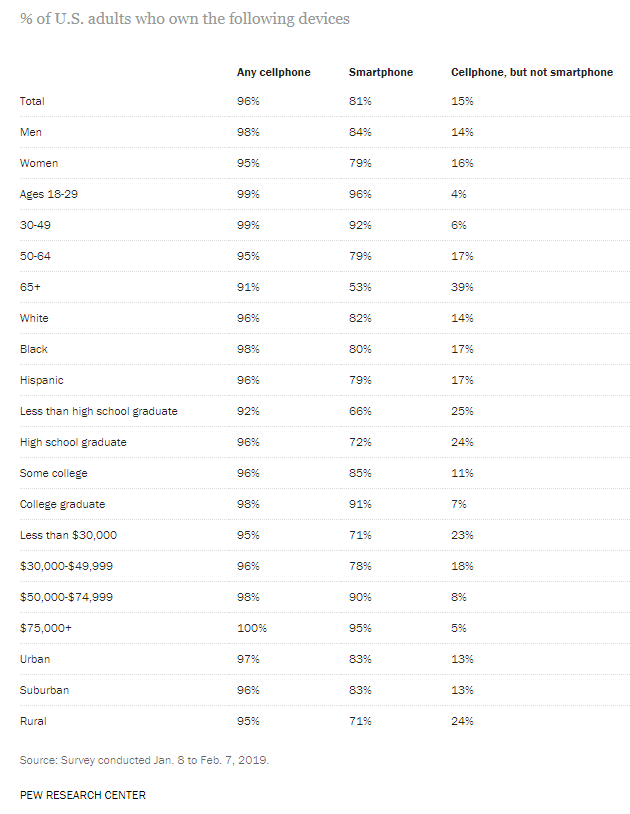 % of U.S. adults who own the following devices
Any cellphone Smartphone Cellphone, but not smartphone
Total 96% 81% 15%
Men 98% 84% 14%
Women 95% 79% 16%
Ages 18-29 99% 96% 4%
30-49 99% 92% 6%
50-64 95% 79% 17%
65+ 91% 53% 39%
White 96% 82% 14%
Black 98% 80% 17%
Hispanic 96% 79% 17%
Less than high school graduate 92% 66% 25%
High school graduate 96% 72% 24%
Some college 96% 85% 11%
College graduate 98% 91% 7%
Less than $30,000 95% 71% 23%
$30,000-$49,999 96% 78% 18%
$50,000-$74,999 98% 90% 8%
$75,000+ 100% 95% 5%
Urban 97% 83% 13%
Suburban 96% 83% 13%
Rural 95% 71% 24%
Source: Survey conducted Jan. 8 to Feb. 7, 2019.
PEW RESEARCH CENTER